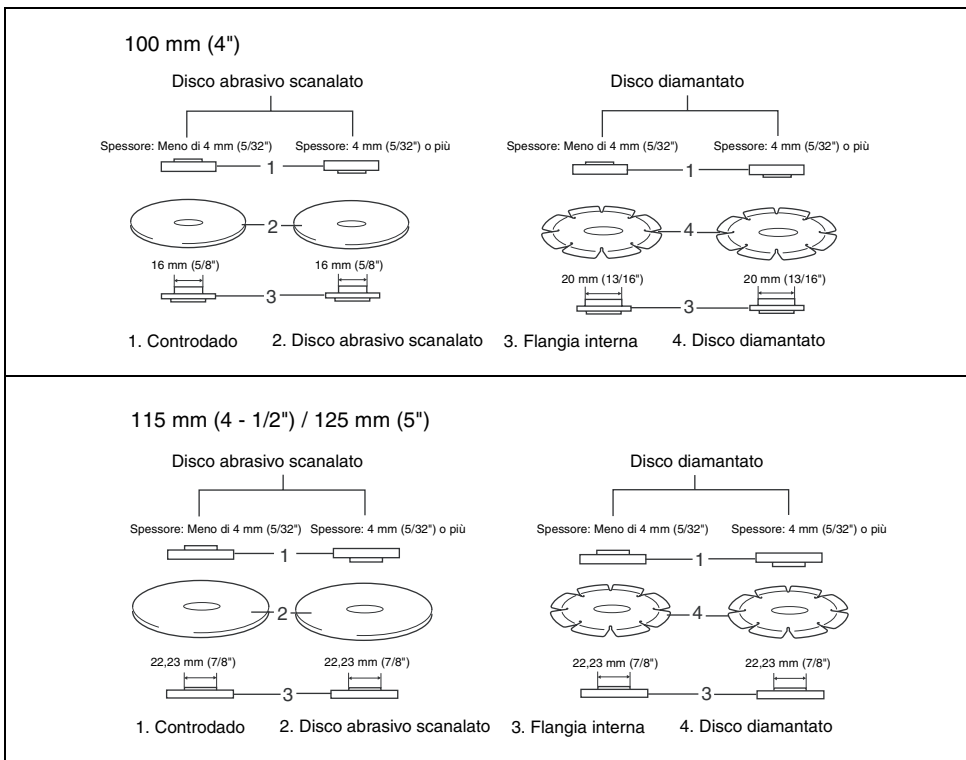 100 mm (4")
Disco abrasivo scanalato Disco diamantato
Spessore: Meno di 4 mm (5/32") Spessore: 4 mm (5/32") o più Spessore: Meno di 4 mm (5/32") Spessore: 4 mm (5/32") o più
1 1
2 4
16 mm (5/8") 16 mm (5/8") 20 mm (13/16") 20 mm (13/16")
3 3
1. Controdado 2. Disco abrasivo scanalato 3. Flangia interna 4. Disco diamantato
115 mm (4 - 1/2") / 125 mm (5")
Disco abrasivo scanalato Disco diamantato
Spessore: Meno di 4 mm (5/32") Spessore: 4 mm (5/32") o più Spessore: Meno di 4 mm (5/32") Spessore: 4 mm (5/32") o più
1 1
2 4
22,23 mm (7/8") 22,23 mm (7/8") 22,23 mm (7/8") 22,23 mm (7/8")
3 3
1. Controdado 2. Disco abrasivo scanalato 3. Flangia interna 4. Disco diamantato